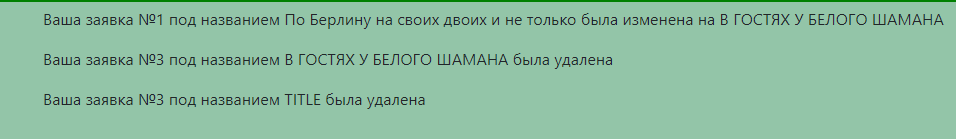 Ваша заявка №1 под названием По Берлину на своих двоих и не только была изменена на В ГОСТЯХ У БЕЛОГО ШАМАНА
Ваша заявка №3 под названием В ГОСТЯХ У БЕЛОГО ШАМАНА была удалена
Ваша заявка №3 под названием TITLE была удалена